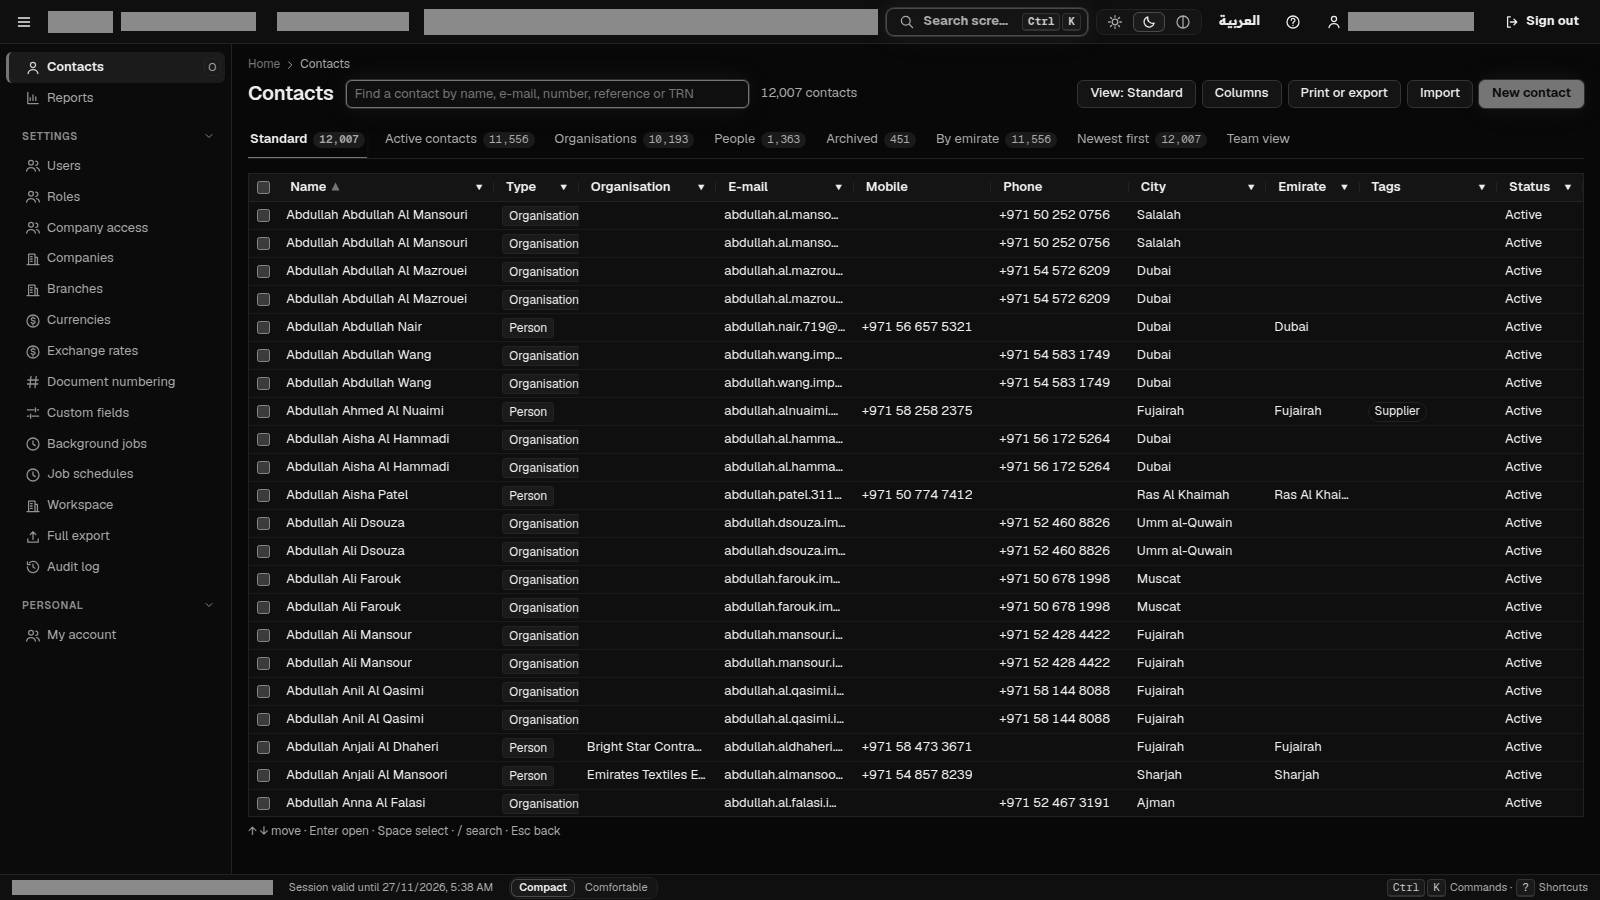 Search scre... Ctrl K العربية Sign out
Contacts O
Reports
SETTINGS
Users
Roles
Company access
Companies
Branches
Currencies
Exchange rates
Document numbering
Custom fields
Background jobs
Job schedules
Workspace
Full export
Audit log
PERSONAL
My account
Home > Contacts
Contacts Find a contact by name, e-mail, number, reference or TRN 12,007 contacts View: Standard Columns Print or export Import New contact
Standard 12,007 Active contacts 11,556 Organisations 10,193 People 1,363 Archived 451 By emirate 11,556 Newest first 12,007 Team view
Name ▲ ▼ Type ▼ Organisation ▼ E-mail ▼ Mobile Phone City ▼ Emirate ▼ Tags ▼ Status ▼
Abdullah Abdullah Al Mansouri Organisation abdullah.al.manso... +971 50 252 0756 Salalah Active
Abdullah Abdullah Al Mansouri Organisation abdullah.al.manso... +971 50 252 0756 Salalah Active
Abdullah Abdullah Al Mazrouei Organisation abdullah.al.mazrou... +971 54 572 6209 Dubai Active
Abdullah Abdullah Al Mazrouei Organisation abdullah.al.mazrou... +971 54 572 6209 Dubai Active
Abdullah Abdullah Nair Person abdullah.nair.719@... +971 56 657 5321 Dubai Dubai Active
Abdullah Abdullah Wang Organisation abdullah.wang.imp... +971 54 583 1749 Dubai Active
Abdullah Abdullah Wang Organisation abdullah.wang.imp... +971 54 583 1749 Dubai Active
Abdullah Ahmed Al Nuaimi Person abdullah.alnuaimi.... +971 58 258 2375 Fujairah Fujairah Supplier Active
Abdullah Aisha Al Hammadi Organisation abdullah.al.hamma... +971 56 172 5264 Dubai Active
Abdullah Aisha Al Hammadi Organisation abdullah.al.hamma... +971 56 172 5264 Dubai Active
Abdullah Aisha Patel Person abdullah.patel.311... +971 50 774 7412 Ras Al Khaimah Ras Al Khai... Active
Abdullah Ali Dsouza Organisation abdullah.dsouza.im... +971 52 460 8826 Umm al-Quwain Active
Abdullah Ali Dsouza Organisation abdullah.dsouza.im... +971 52 460 8826 Umm al-Quwain Active
Abdullah Ali Farouk Organisation abdullah.farouk.im... +971 50 678 1998 Muscat Active
Abdullah Ali Farouk Organisation abdullah.farouk.im... +971 50 678 1998 Muscat Active
Abdullah Ali Mansour Organisation abdullah.mansour.i... +971 52 428 4422 Fujairah Active
Abdullah Ali Mansour Organisation abdullah.mansour.i... +971 52 428 4422 Fujairah Active
Abdullah Anil Al Qasimi Organisation abdullah.al.qasimi.i... +971 58 144 8088 Fujairah Active
Abdullah Anil Al Qasimi Organisation abdullah.al.qasimi.i... +971 58 144 8088 Fujairah Active
Abdullah Anjali Al Dhaheri Person Bright Star Contra... abdullah.aldhaheri.... +971 58 473 3671 Fujairah Fujairah Active
Abdullah Anjali Al Mansoori Person Emirates Textiles E... abdullah.almansoo... +971 54 857 8239 Sharjah Sharjah Active
Abdullah Anna Al Falasi Organisation abdullah.al.falasi.i... +971 52 467 3191 Ajman Active
↑↓ move · Enter open · Space select · / search · Esc back
Session valid until 27/11/2026, 5:38 AM Compact Comfortable Ctrl K Commands · ? Shortcuts